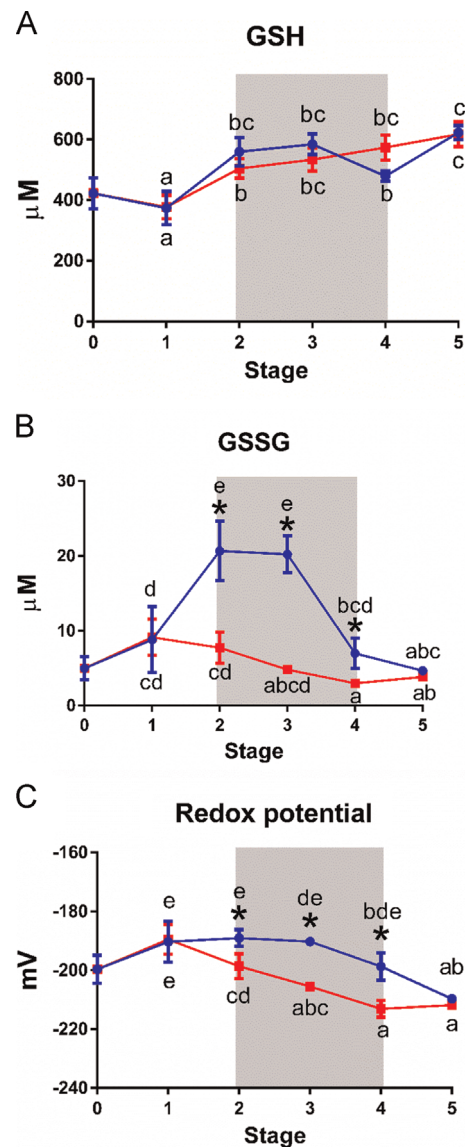 A
GSH
800
600
400
200
0
μM
a
a
bc
b
bc
bc
bc
b
c
c
0 1 2 3 4 5
Stage
B
GSSG
30
20
10
0
μM
d
cd
e
*
cd
e
*
abcd
bcd
*
a
abc
ab
0 1 2 3 4 5
Stage
C
Redox potential
-160
-180
-200
-220
-240
mV
e
e
e
*
cd
de
*
abc
bde
*
a
ab
a
0 1 2 3 4 5
Stage